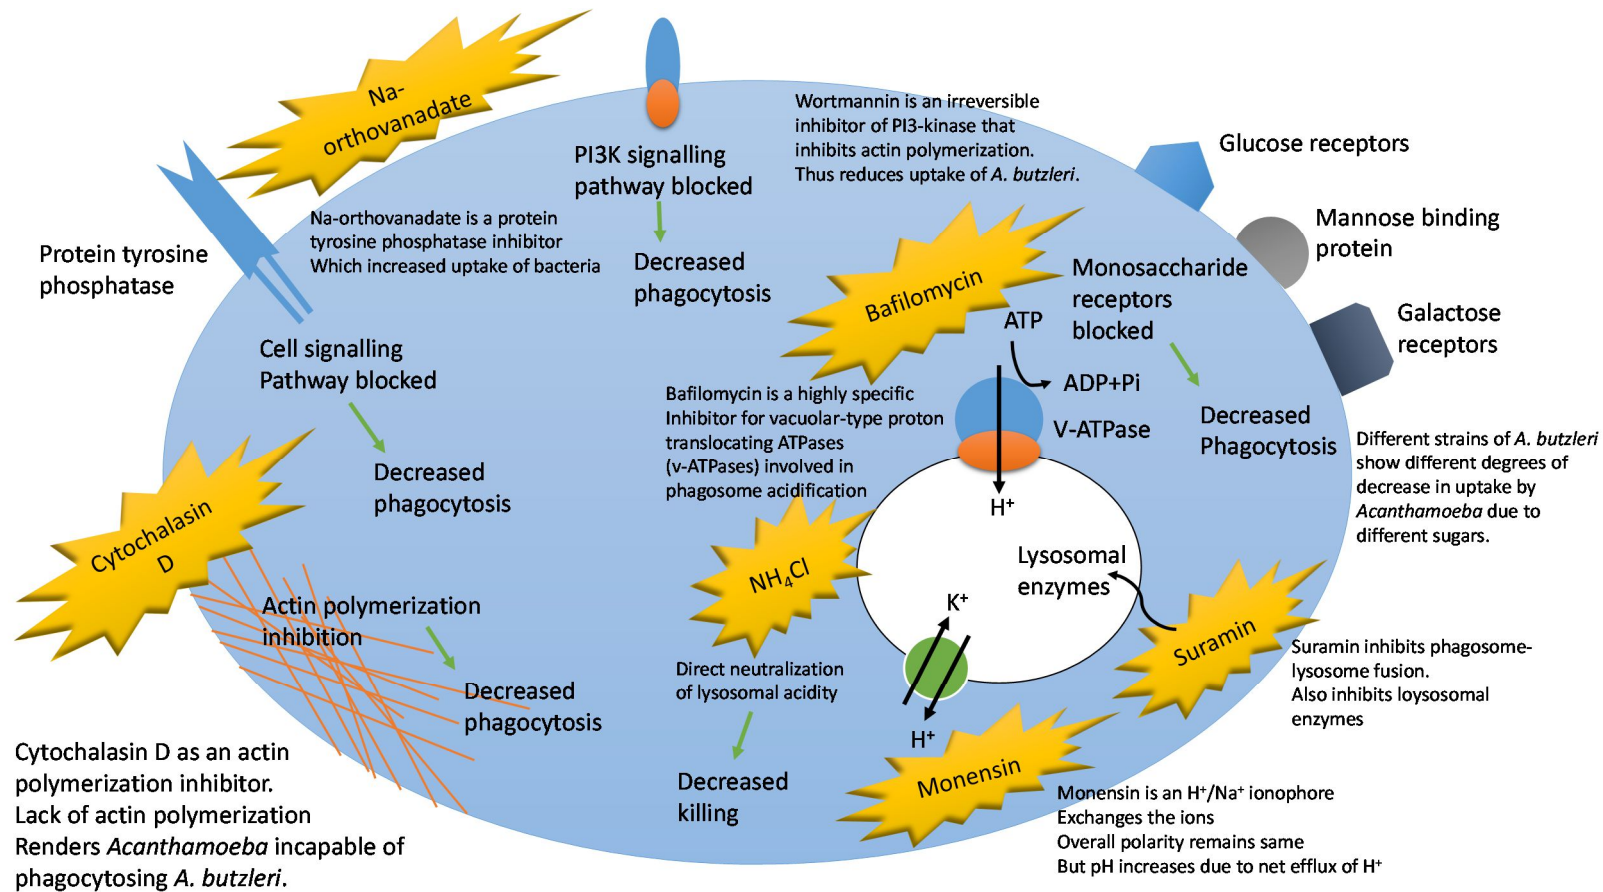 Na-
orthovanadate
Protein tyrosine
phosphatase
Na-orthovanadate is a protein
tyrosine phosphatase inhibitor
Which increased uptake of bacteria
Cell signalling
Pathway blocked
Decreased
phagocytosis
PI3K signalling
pathway blocked
Decreased
phagocytosis
Wortmannin is an irreversible
inhibitor of PI3-kinase that
inhibits actin polymerization.
Thus reduces uptake of A. butzleri.
Glucose receptors
Mannose binding
protein
Galactose
receptors
Monosaccharide
receptors
blocked
Decreased
Phagocytosis
Different strains of A. butzleri
show different degrees of
decrease in uptake by
Acanthamoeba due to
different sugars.
Bafilomycin
ATP
ADP+Pi
V-ATPase
H⁺
Bafilomycin is a highly specific
Inhibitor for vacuolar-type proton
translocating ATPases
(v-ATPases) involved in
phagosome acidification
Cytochalasin
D
Actin polymerization
inhibition
Decreased
phagocytosis
Cytochalasin D as an actin
polymerization inhibitor.
Lack of actin polymerization
Renders Acanthamoeba incapable of
phagocytosing A. butzleri.
NH₄Cl
Direct neutralization
of lysosomal acidity
Decreased
killing
Lysosomal
enzymes
K⁺
H⁺
Suramin
Suramin inhibits phagosome-
lysosome fusion.
Also inhibits loysosomal
enzymes
Monensin
Monensin is an H⁺/Na⁺ ionophore
Exchanges the ions
Overall polarity remains same
But pH increases due to net efflux of H⁺